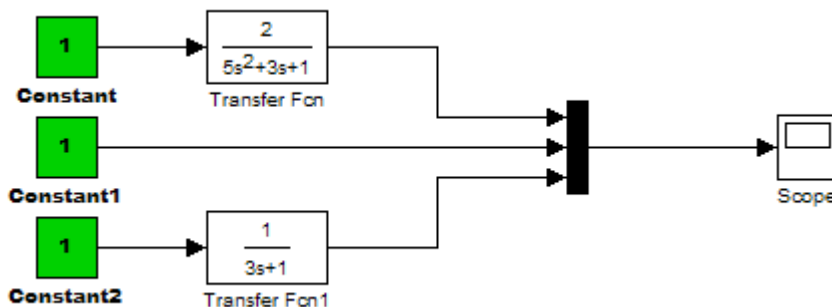 1
Constant
2
5s²+3s+1
Transfer Fcn
1
Constant1
1
Constant2
1
3s+1
Transfer Fcn1
Scope